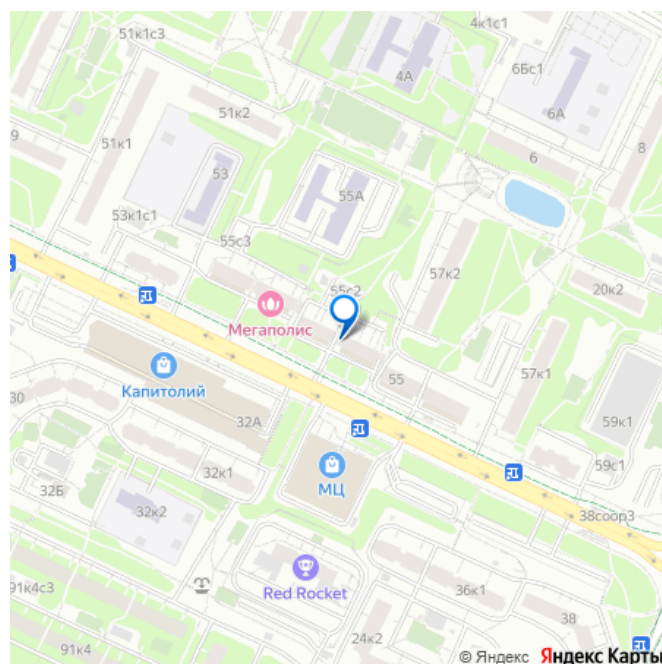 51к1с3
4к1с1
6Бс1
4А
6А
51к2
9
51к1
6
8
53
55А
53к1с1
55с3
57к2
55с2
20к2
Мегаполис
Капитолий
55
57к1
30
32А
59к1
32к1
59с1
32Б
МЦ
32к2
38соор3
91к4с3
Red Rocket
36к1
38
24к2
91к4
© Яндекс Яндекс Карты